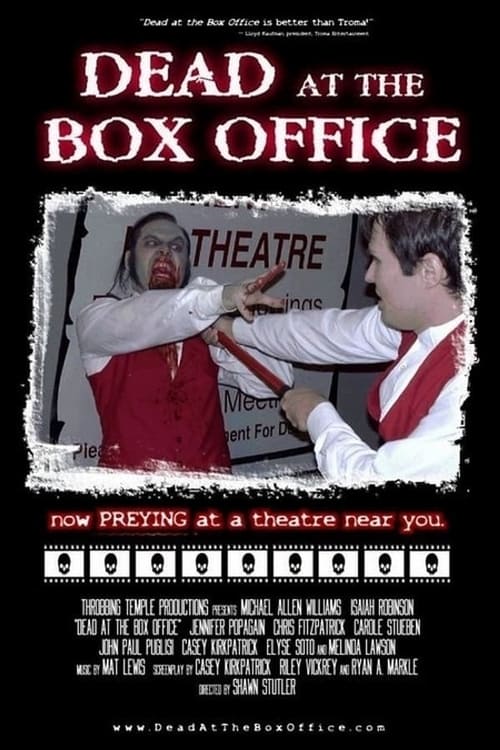 "Dead at the Box Office is better than Troma!"
-- Lloyd Kaufman, president, Troma Entertainment
DEAD AT THE
BOX OFFICE
THEATRE
Meeti
ent For D
Plea
now PREYING at a theatre near you.
THROBBING TEMPLE PRODUCTIONS PRESENTS MICHAEL ALLEN WILLIAMS ISAIAH ROBINSON
"DEAD AT THE BOX OFFICE" JENNIFER POPAGAIN CHRIS FITZPATRICK CAROLE STUEBEN
JOHN PAUL PUGLISI CASEY KIRKPATRICK ELYSE SOTO AND MELINDA LAWSON
MUSIC BY MAT LEWIS SCREENPLAY BY CASEY KIRKPATRICK RILEY VICKREY AND RYAN A. MARKLE
DIRECTED BY SHAWN STUTLER
www.DeadAtTheBoxOffice.com